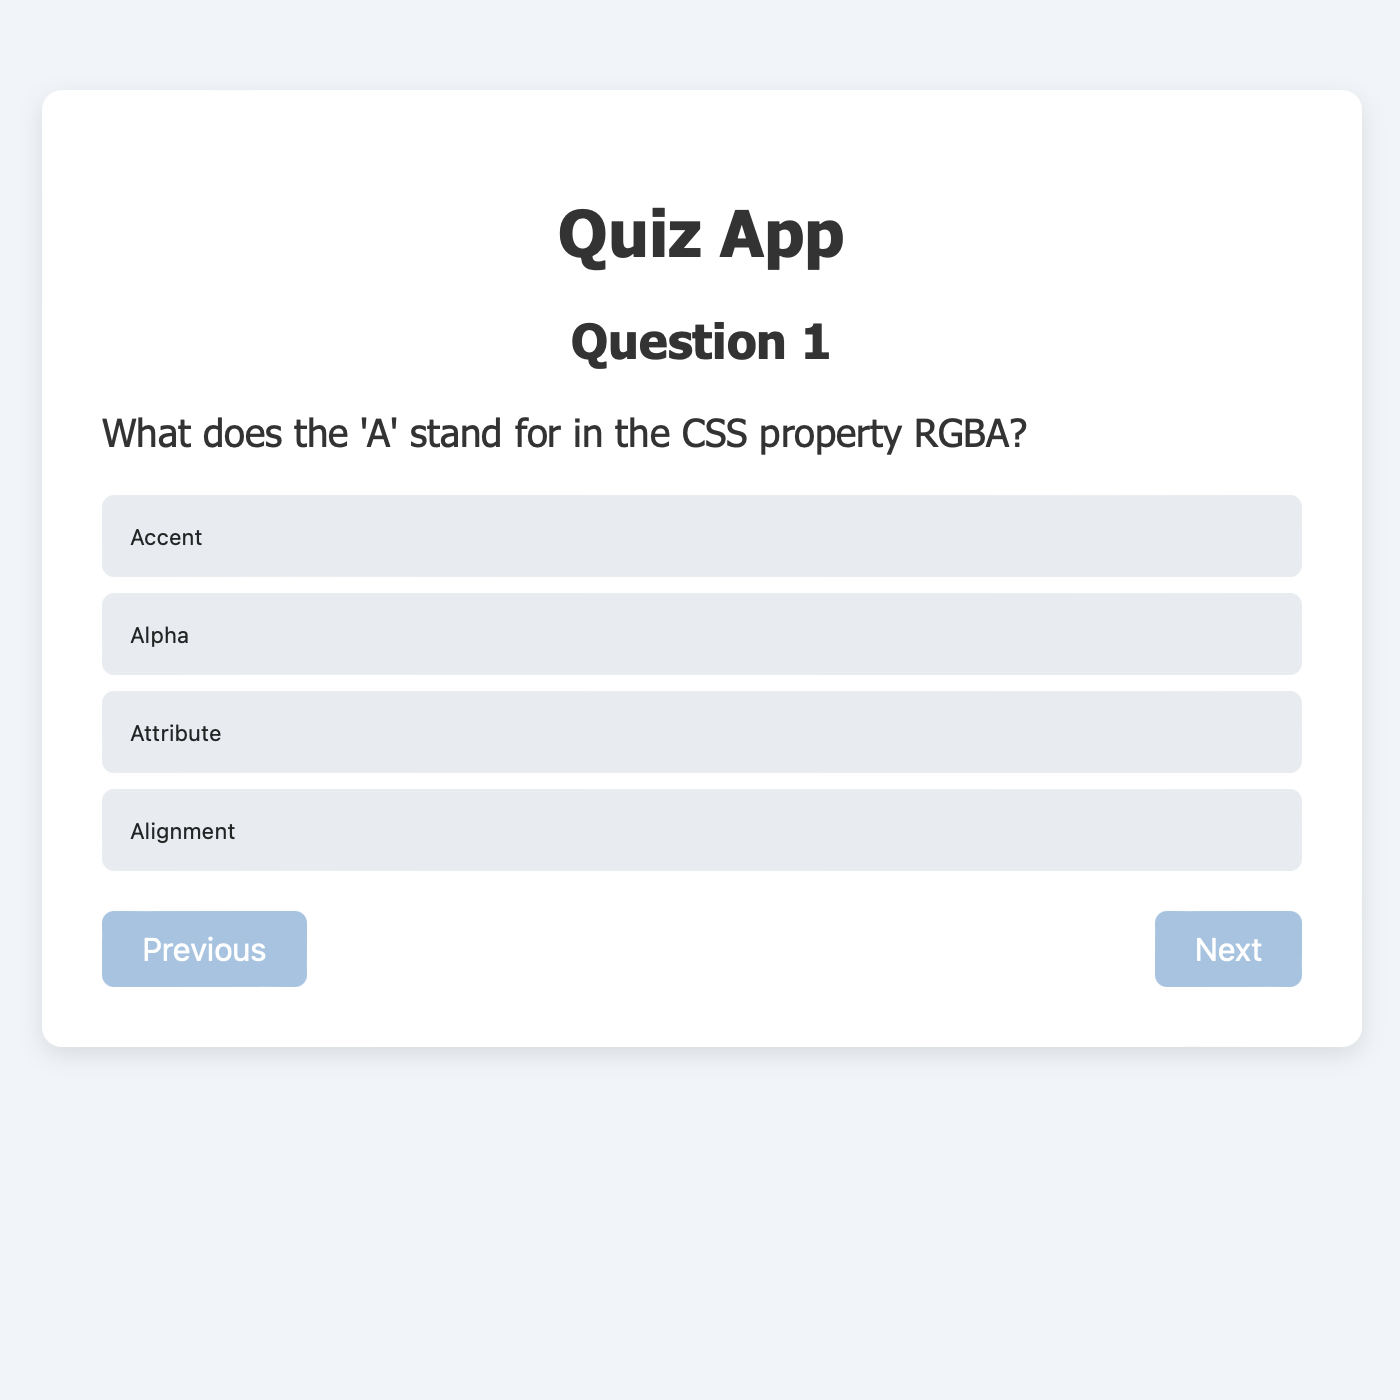 Quiz App
Question 1
What does the 'A' stand for in the CSS property RGBA?
Accent
Alpha
Attribute
Alignment
Previous
Next